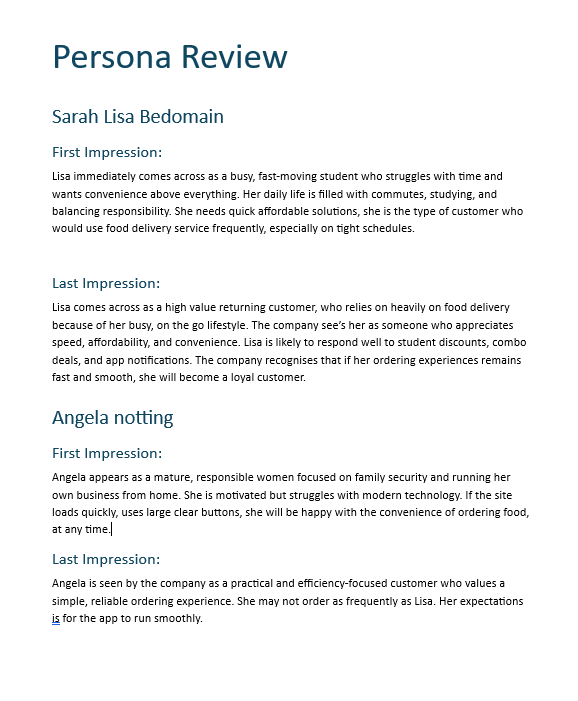 Persona Review
Sarah Lisa Bedomain
First Impression:
Lisa immediately comes across as a busy, fast-moving student who struggles with time and
wants convenience above everything. Her daily life is filled with commutes, studying, and
balancing responsibility. She needs quick affordable solutions, she is the type of customer who
would use food delivery service frequently, especially on tight schedules.
Last Impression:
Lisa comes across as a high value returning customer, who relies on heavily on food delivery
because of her busy, on the go lifestyle. The company see’s her as someone who appreciates
speed, affordability, and convenience. Lisa is likely to respond well to student discounts, combo
deals, and app notifications. The company recognises that if her ordering experiences remains
fast and smooth, she will become a loyal customer.
Angela notting
First Impression:
Angela appears as a mature, responsible women focused on family security and running her
own business from home. She is motivated but struggles with modern technology. If the site
loads quickly, uses large clear buttons, she will be happy with the convenience of ordering food,
at any time.
Last Impression:
Angela is seen by the company as a practical and efficiency-focused customer who values a
simple, reliable ordering experience. She may not order as frequently as Lisa. Her expectations
is for the app to run smoothly.